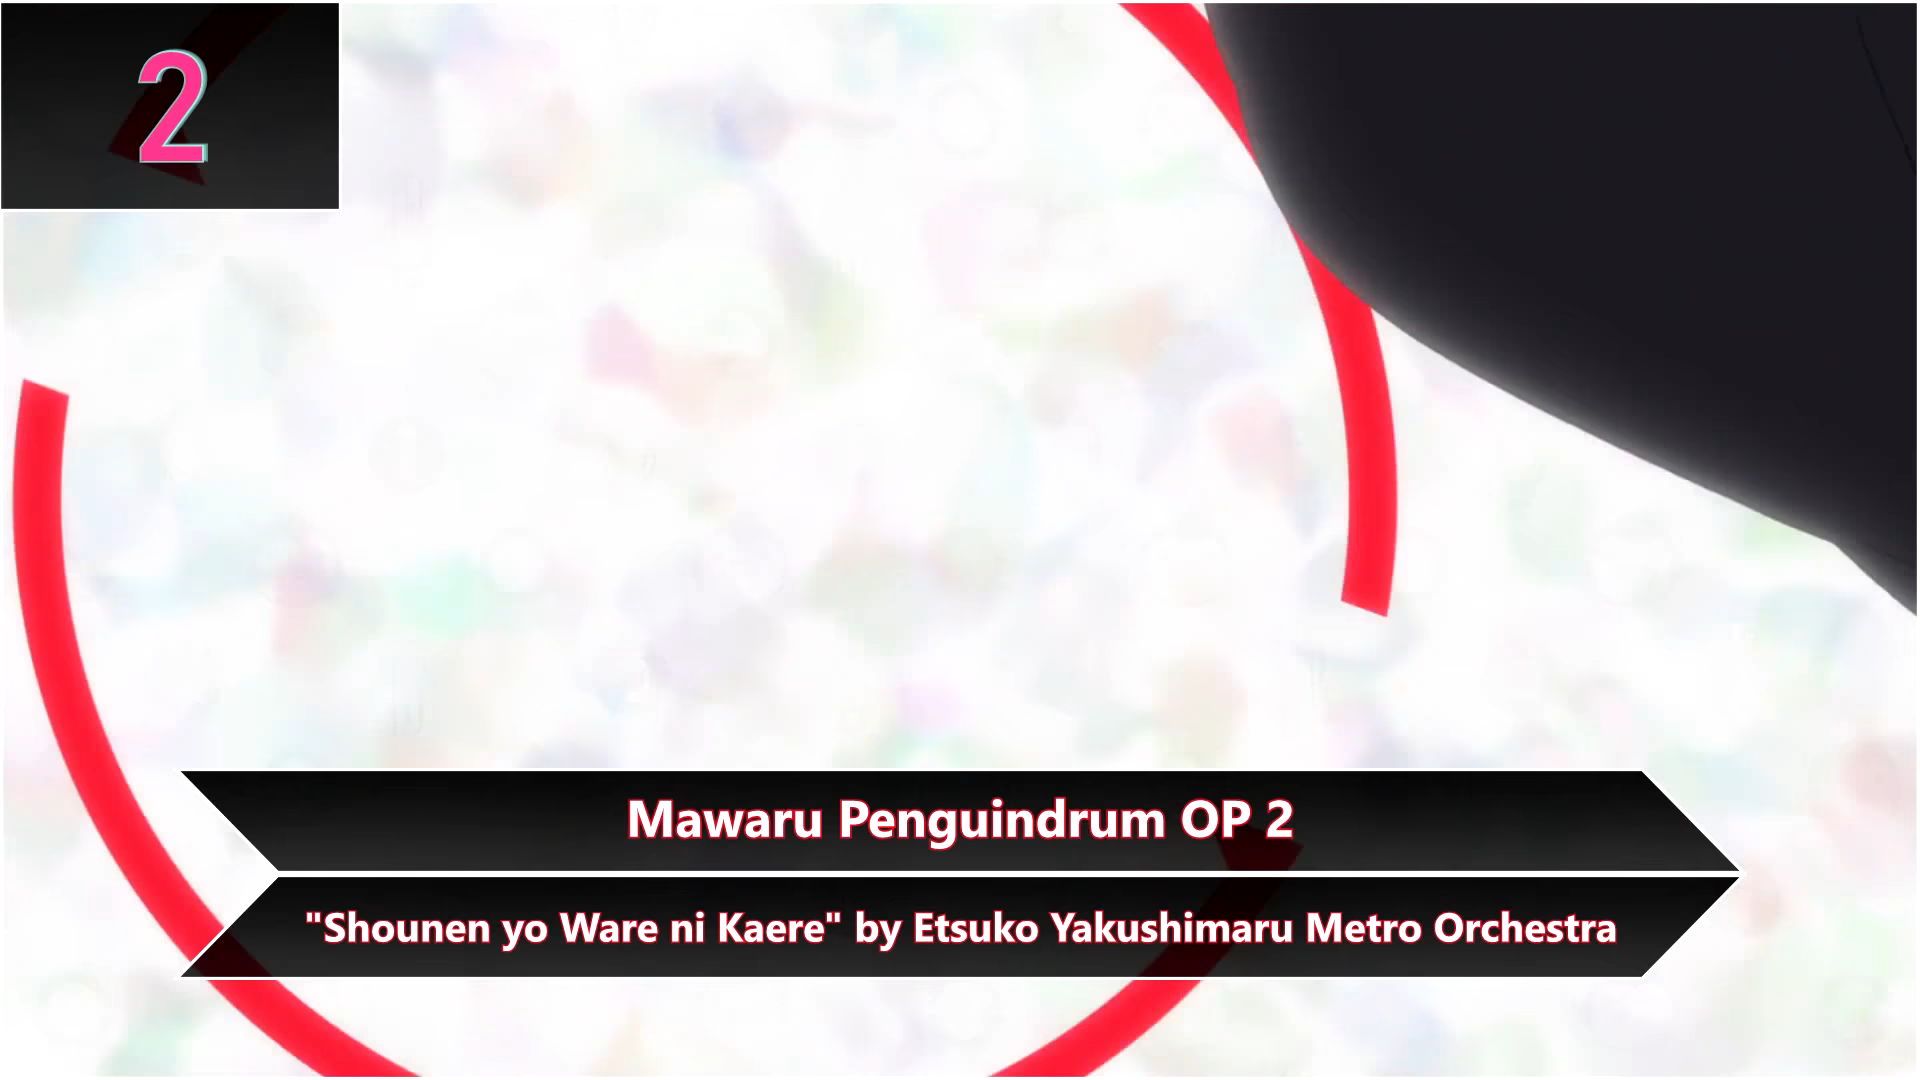 2
Mawaru Penguindrum OP 2
"Shounen yo Ware ni Kaere" by Etsuko Yakushimaru Metro Orchestra